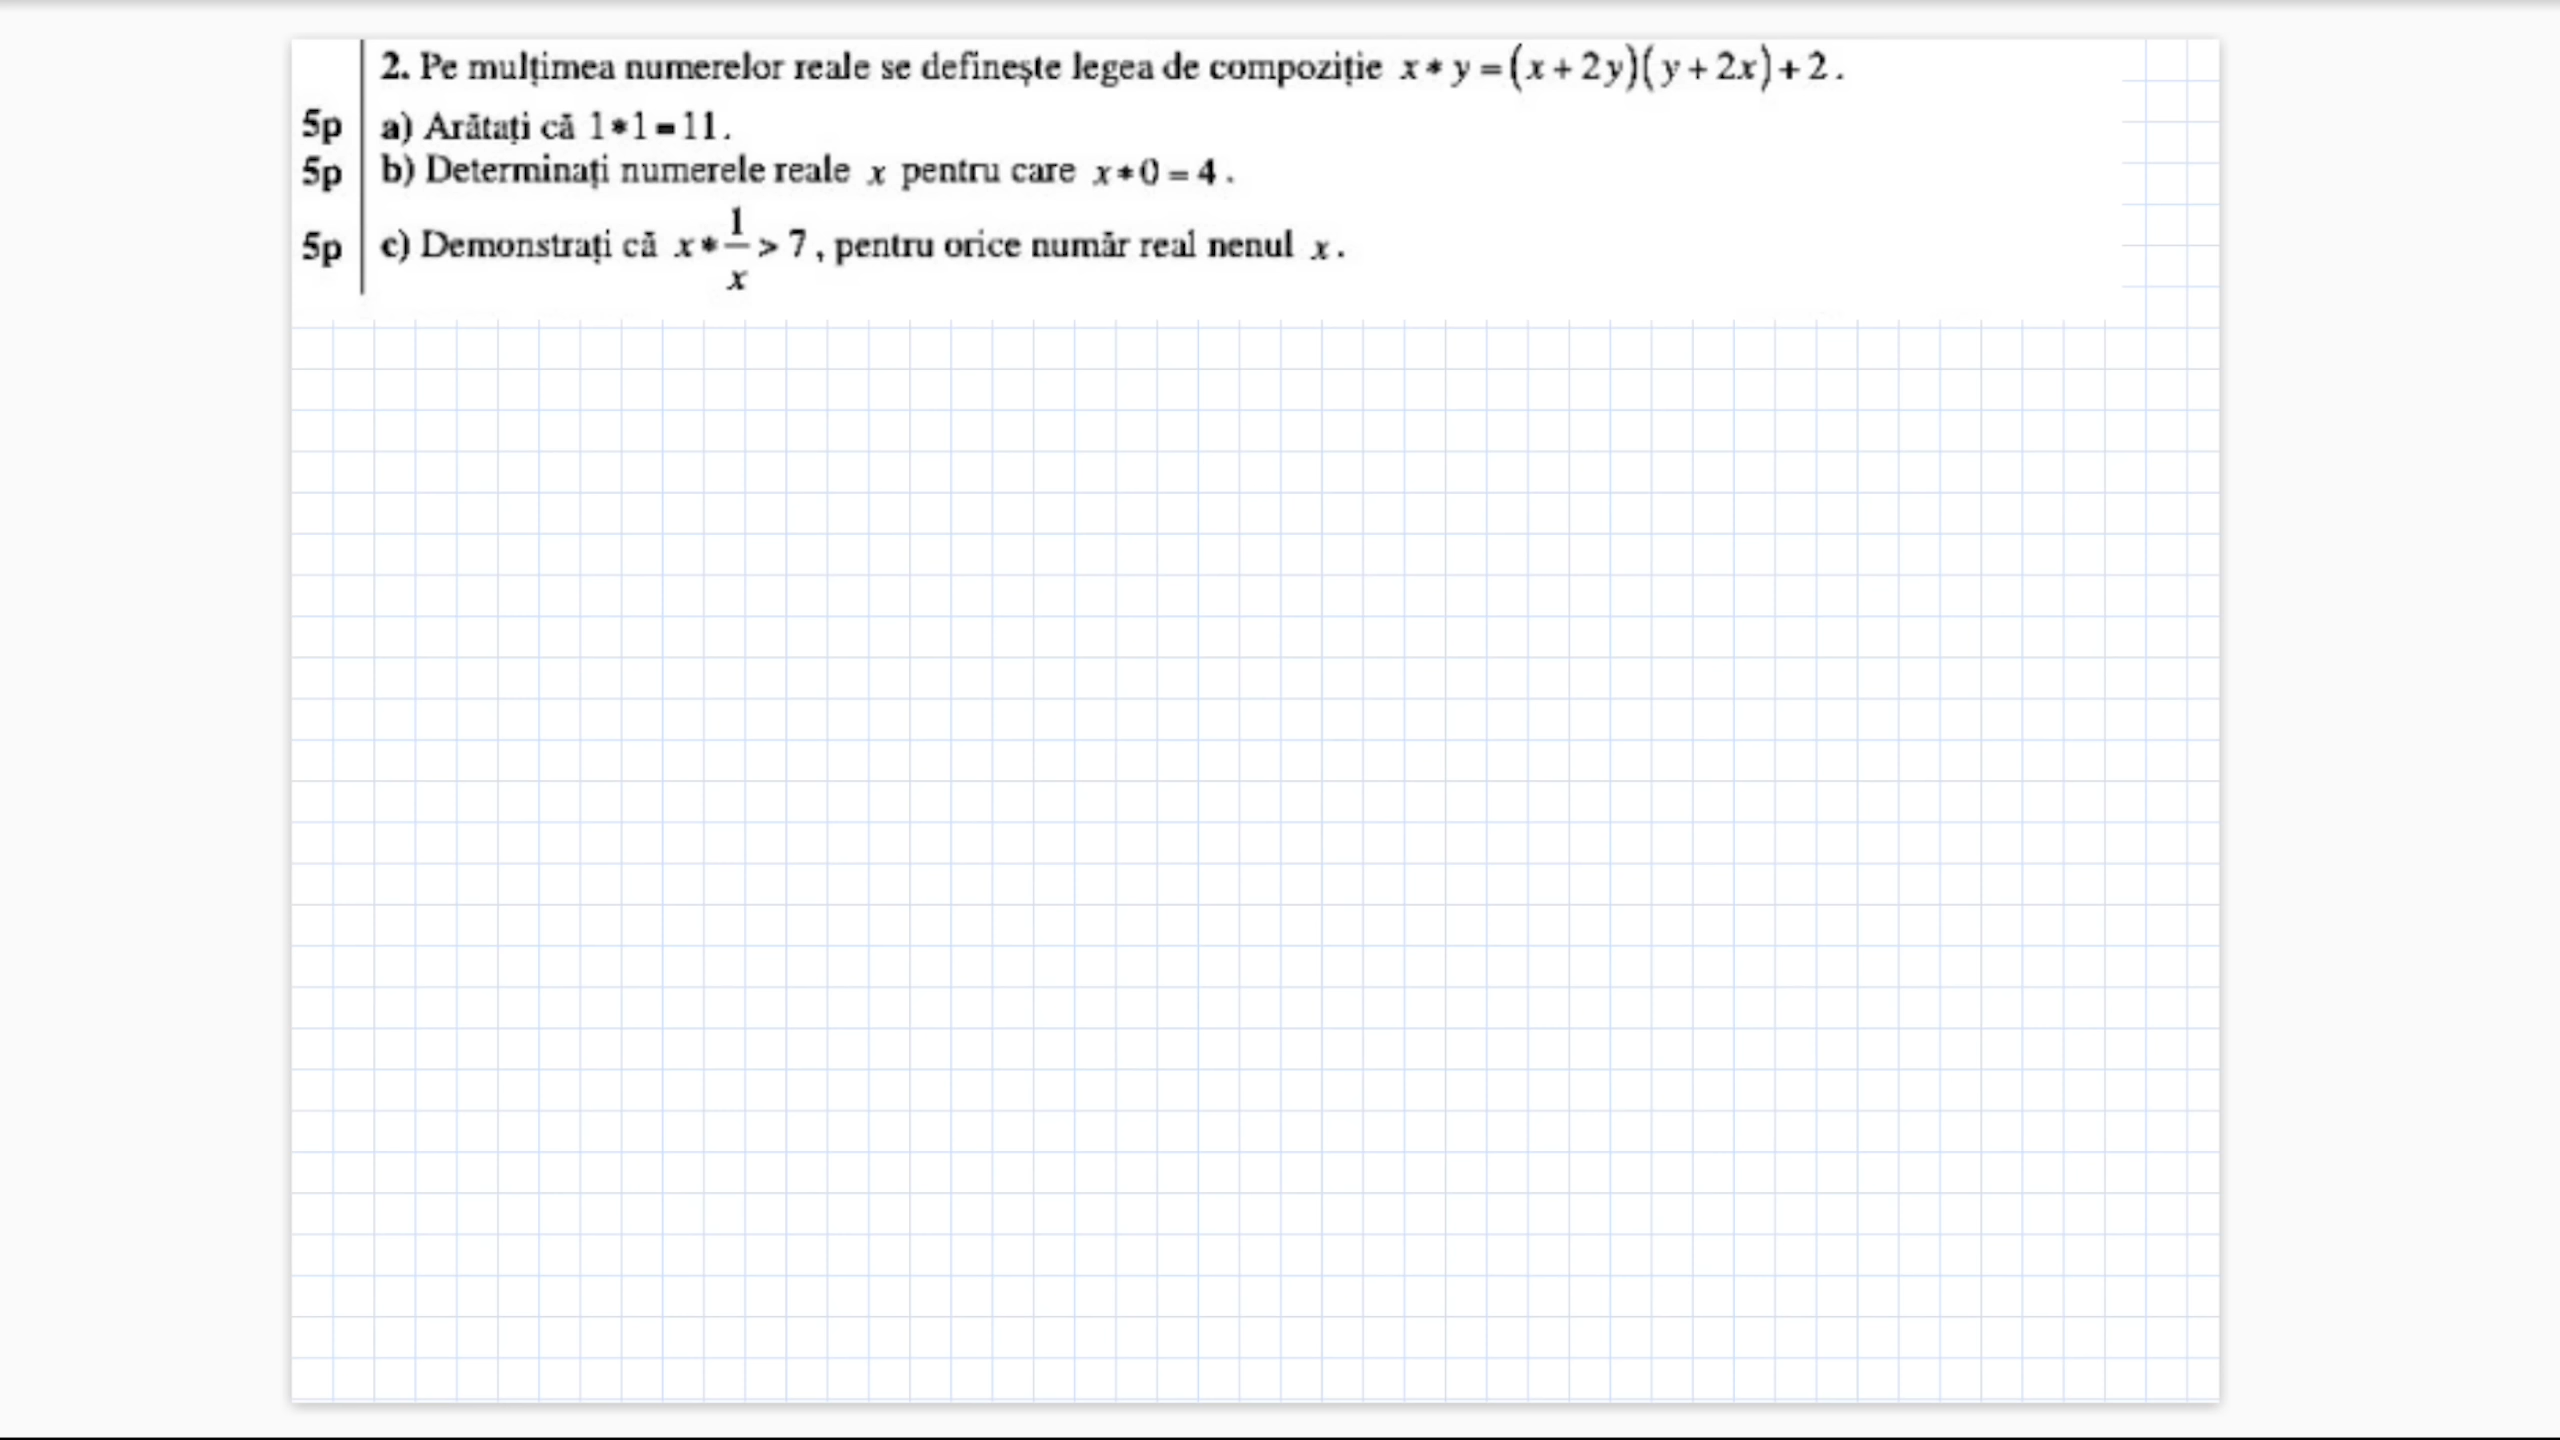 2. Pe mulțimea numerelor reale se definește legea de compoziție x * y = (x + 2y)(y + 2x) + 2.
5p a) Arătați că 1 * 1 = 11.
5p b) Determinați numerele reale x pentru care x * 0 = 4.
5p c) Demonstrați că x * 1/x > 7, pentru orice număr real nenul x.